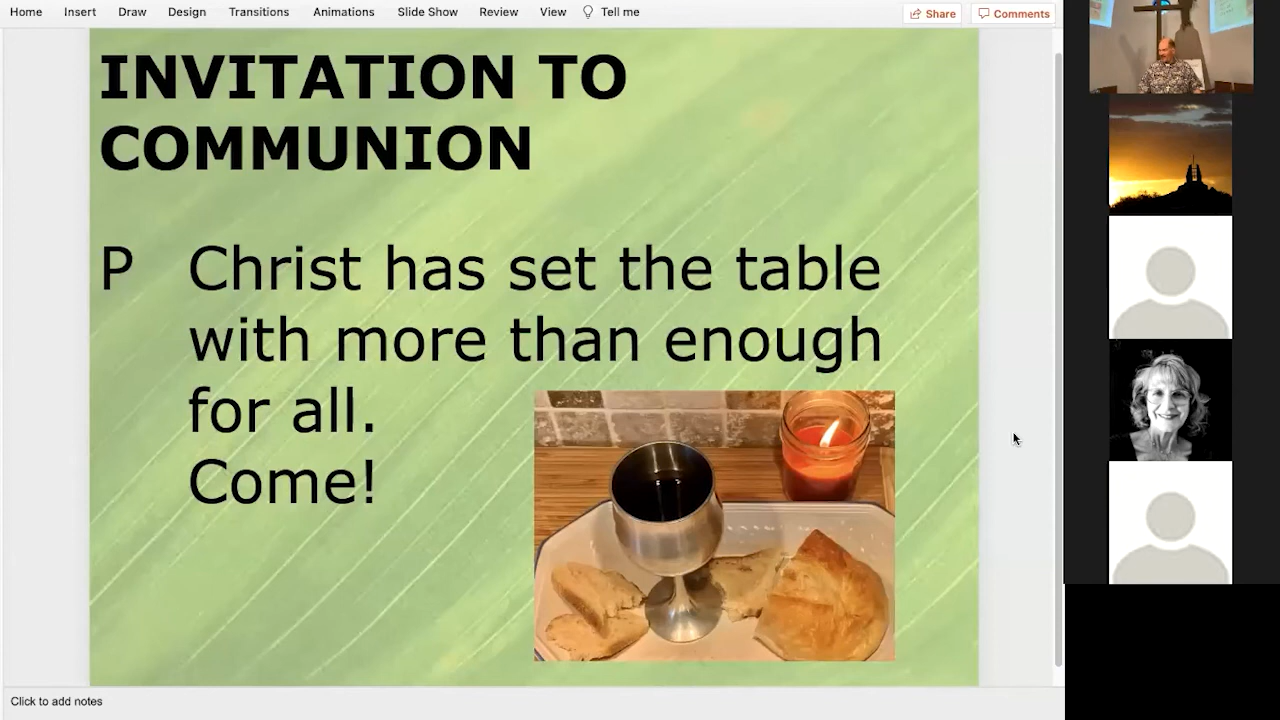 Home Insert Draw Design Transitions Animations Slide Show Review View Tell me Share Comments
INVITATION TO
COMMUNION
P Christ has set the table
with more than enough
for all.
Come!
Click to add notes